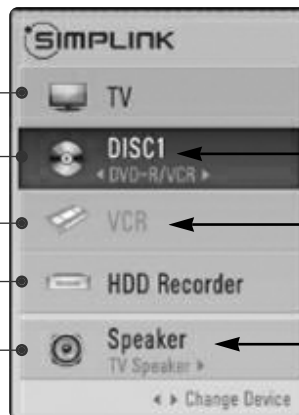 SIMPLINK
TV
DISC1
◂ DVD-R/VCR ▸
VCR
HDD Recorder
Speaker
TV Speaker ▸
◂ ▸ Change Device